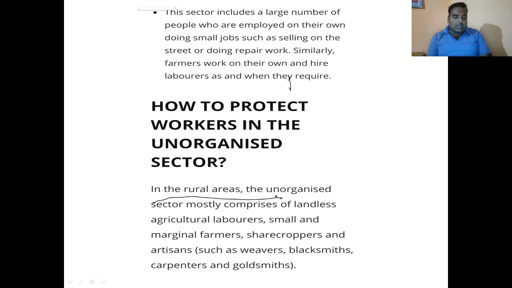 • This sector includes a large number of
people who are employed on their own
doing small jobs such as selling on the
street or doing repair work. Similarly,
farmers work on their own and hire
labourers as and when they require.
HOW TO PROTECT
WORKERS IN THE
UNORGANISED
SECTOR?
In the rural areas, the unorganised
sector mostly comprises of landless
agricultural labourers, small and
marginal farmers, sharecroppers and
artisans (such as weavers, blacksmiths,
carpenters and goldsmiths).